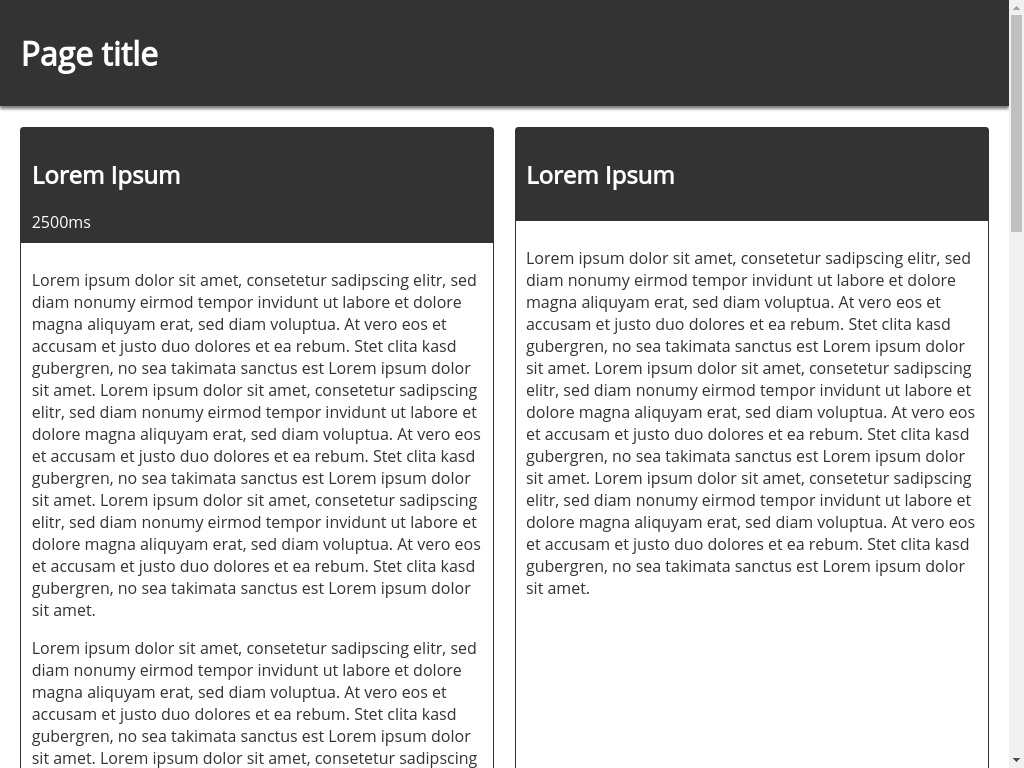 Page title
Lorem Ipsum
2500ms
Lorem ipsum dolor sit amet, consetetur sadipscing elitr, sed
diam nonumy eirmod tempor invidunt ut labore et dolore
magna aliquyam erat, sed diam voluptua. At vero eos et
accusam et justo duo dolores et ea rebum. Stet clita kasd
gubergren, no sea takimata sanctus est Lorem ipsum dolor
sit amet. Lorem ipsum dolor sit amet, consetetur sadipscing
elitr, sed diam nonumy eirmod tempor invidunt ut labore et
dolore magna aliquyam erat, sed diam voluptua. At vero eos
et accusam et justo duo dolores et ea rebum. Stet clita kasd
gubergren, no sea takimata sanctus est Lorem ipsum dolor
sit amet. Lorem ipsum dolor sit amet, consetetur sadipscing
elitr, sed diam nonumy eirmod tempor invidunt ut labore et
dolore magna aliquyam erat, sed diam voluptua. At vero eos
et accusam et justo duo dolores et ea rebum. Stet clita kasd
gubergren, no sea takimata sanctus est Lorem ipsum dolor
sit amet.
Lorem ipsum dolor sit amet, consetetur sadipscing elitr, sed
diam nonumy eirmod tempor invidunt ut labore et dolore
magna aliquyam erat, sed diam voluptua. At vero eos et
accusam et justo duo dolores et ea rebum. Stet clita kasd
gubergren, no sea takimata sanctus est Lorem ipsum dolor
sit amet. Lorem ipsum dolor sit amet, consetetur sadipscing
Lorem Ipsum
Lorem ipsum dolor sit amet, consetetur sadipscing elitr, sed
diam nonumy eirmod tempor invidunt ut labore et dolore
magna aliquyam erat, sed diam voluptua. At vero eos et
accusam et justo duo dolores et ea rebum. Stet clita kasd
gubergren, no sea takimata sanctus est Lorem ipsum dolor
sit amet. Lorem ipsum dolor sit amet, consetetur sadipscing
elitr, sed diam nonumy eirmod tempor invidunt ut labore et
dolore magna aliquyam erat, sed diam voluptua. At vero eos
et accusam et justo duo dolores et ea rebum. Stet clita kasd
gubergren, no sea takimata sanctus est Lorem ipsum dolor
sit amet. Lorem ipsum dolor sit amet, consetetur sadipscing
elitr, sed diam nonumy eirmod tempor invidunt ut labore et
dolore magna aliquyam erat, sed diam voluptua. At vero eos
et accusam et justo duo dolores et ea rebum. Stet clita kasd
gubergren, no sea takimata sanctus est Lorem ipsum dolor
sit amet.